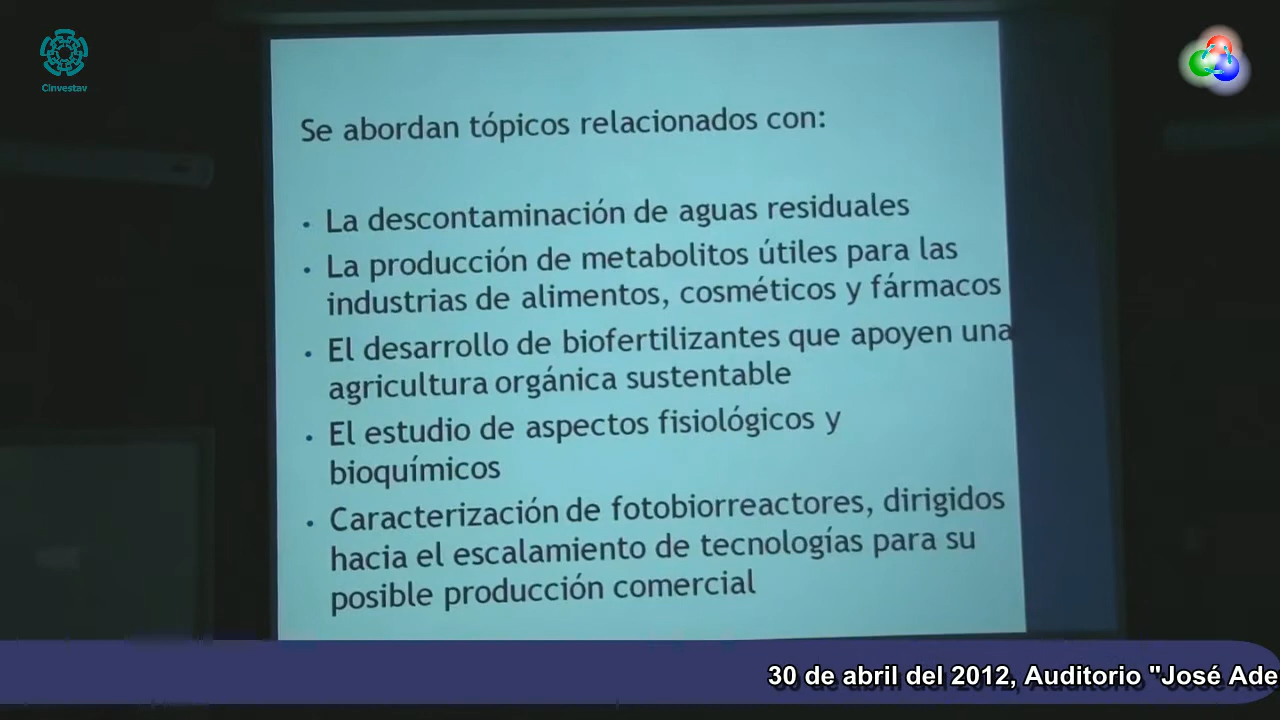 Cinvestav
Se abordan tópicos relacionados con:
• La descontaminación de aguas residuales
• La producción de metabolitos útiles para las
industrias de alimentos, cosméticos y fármacos
• El desarrollo de biofertilizantes que apoyen una
agricultura orgánica sustentable
• El estudio de aspectos fisiológicos y
bioquímicos
• Caracterización de fotobiorreactores, dirigidos
hacia el escalamiento de tecnologías para su
posible producción comercial
30 de abril del 2012, Auditorio "José Ade